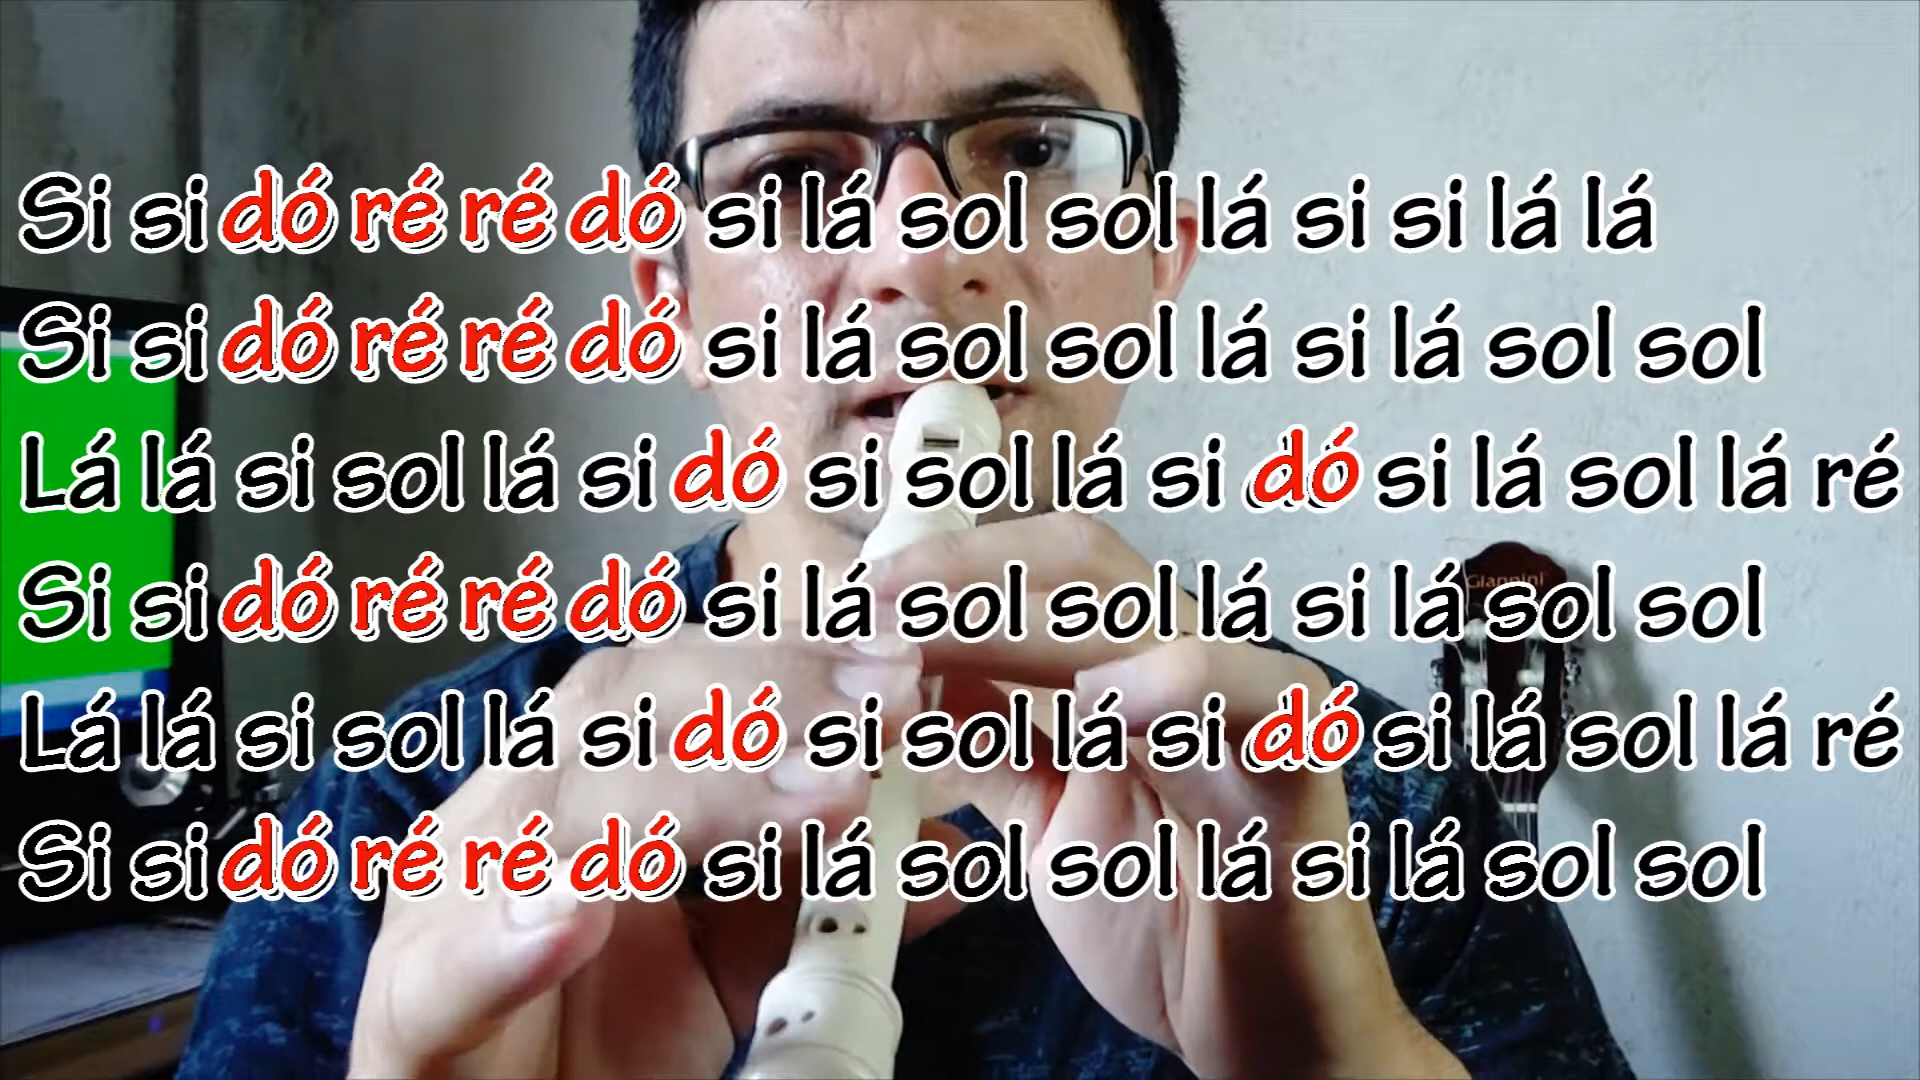 Si si dó ré ré dó si lá sol sol lá si si lá lá
Si si dó ré ré dó si lá sol sol lá si lá sol sol
Lá lá si sol lá si dó si sol lá si dó si lá sol lá ré
Si si dó ré ré dó si lá sol sol lá si lá sol sol
Lá lá si sol lá si dó si sol lá si dó si lá sol lá ré
Si si dó ré ré dó si lá sol sol lá si lá sol sol
Giannini